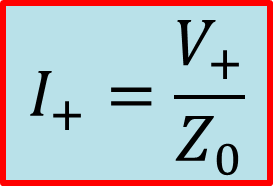 I₊ = V₊ / Z₀